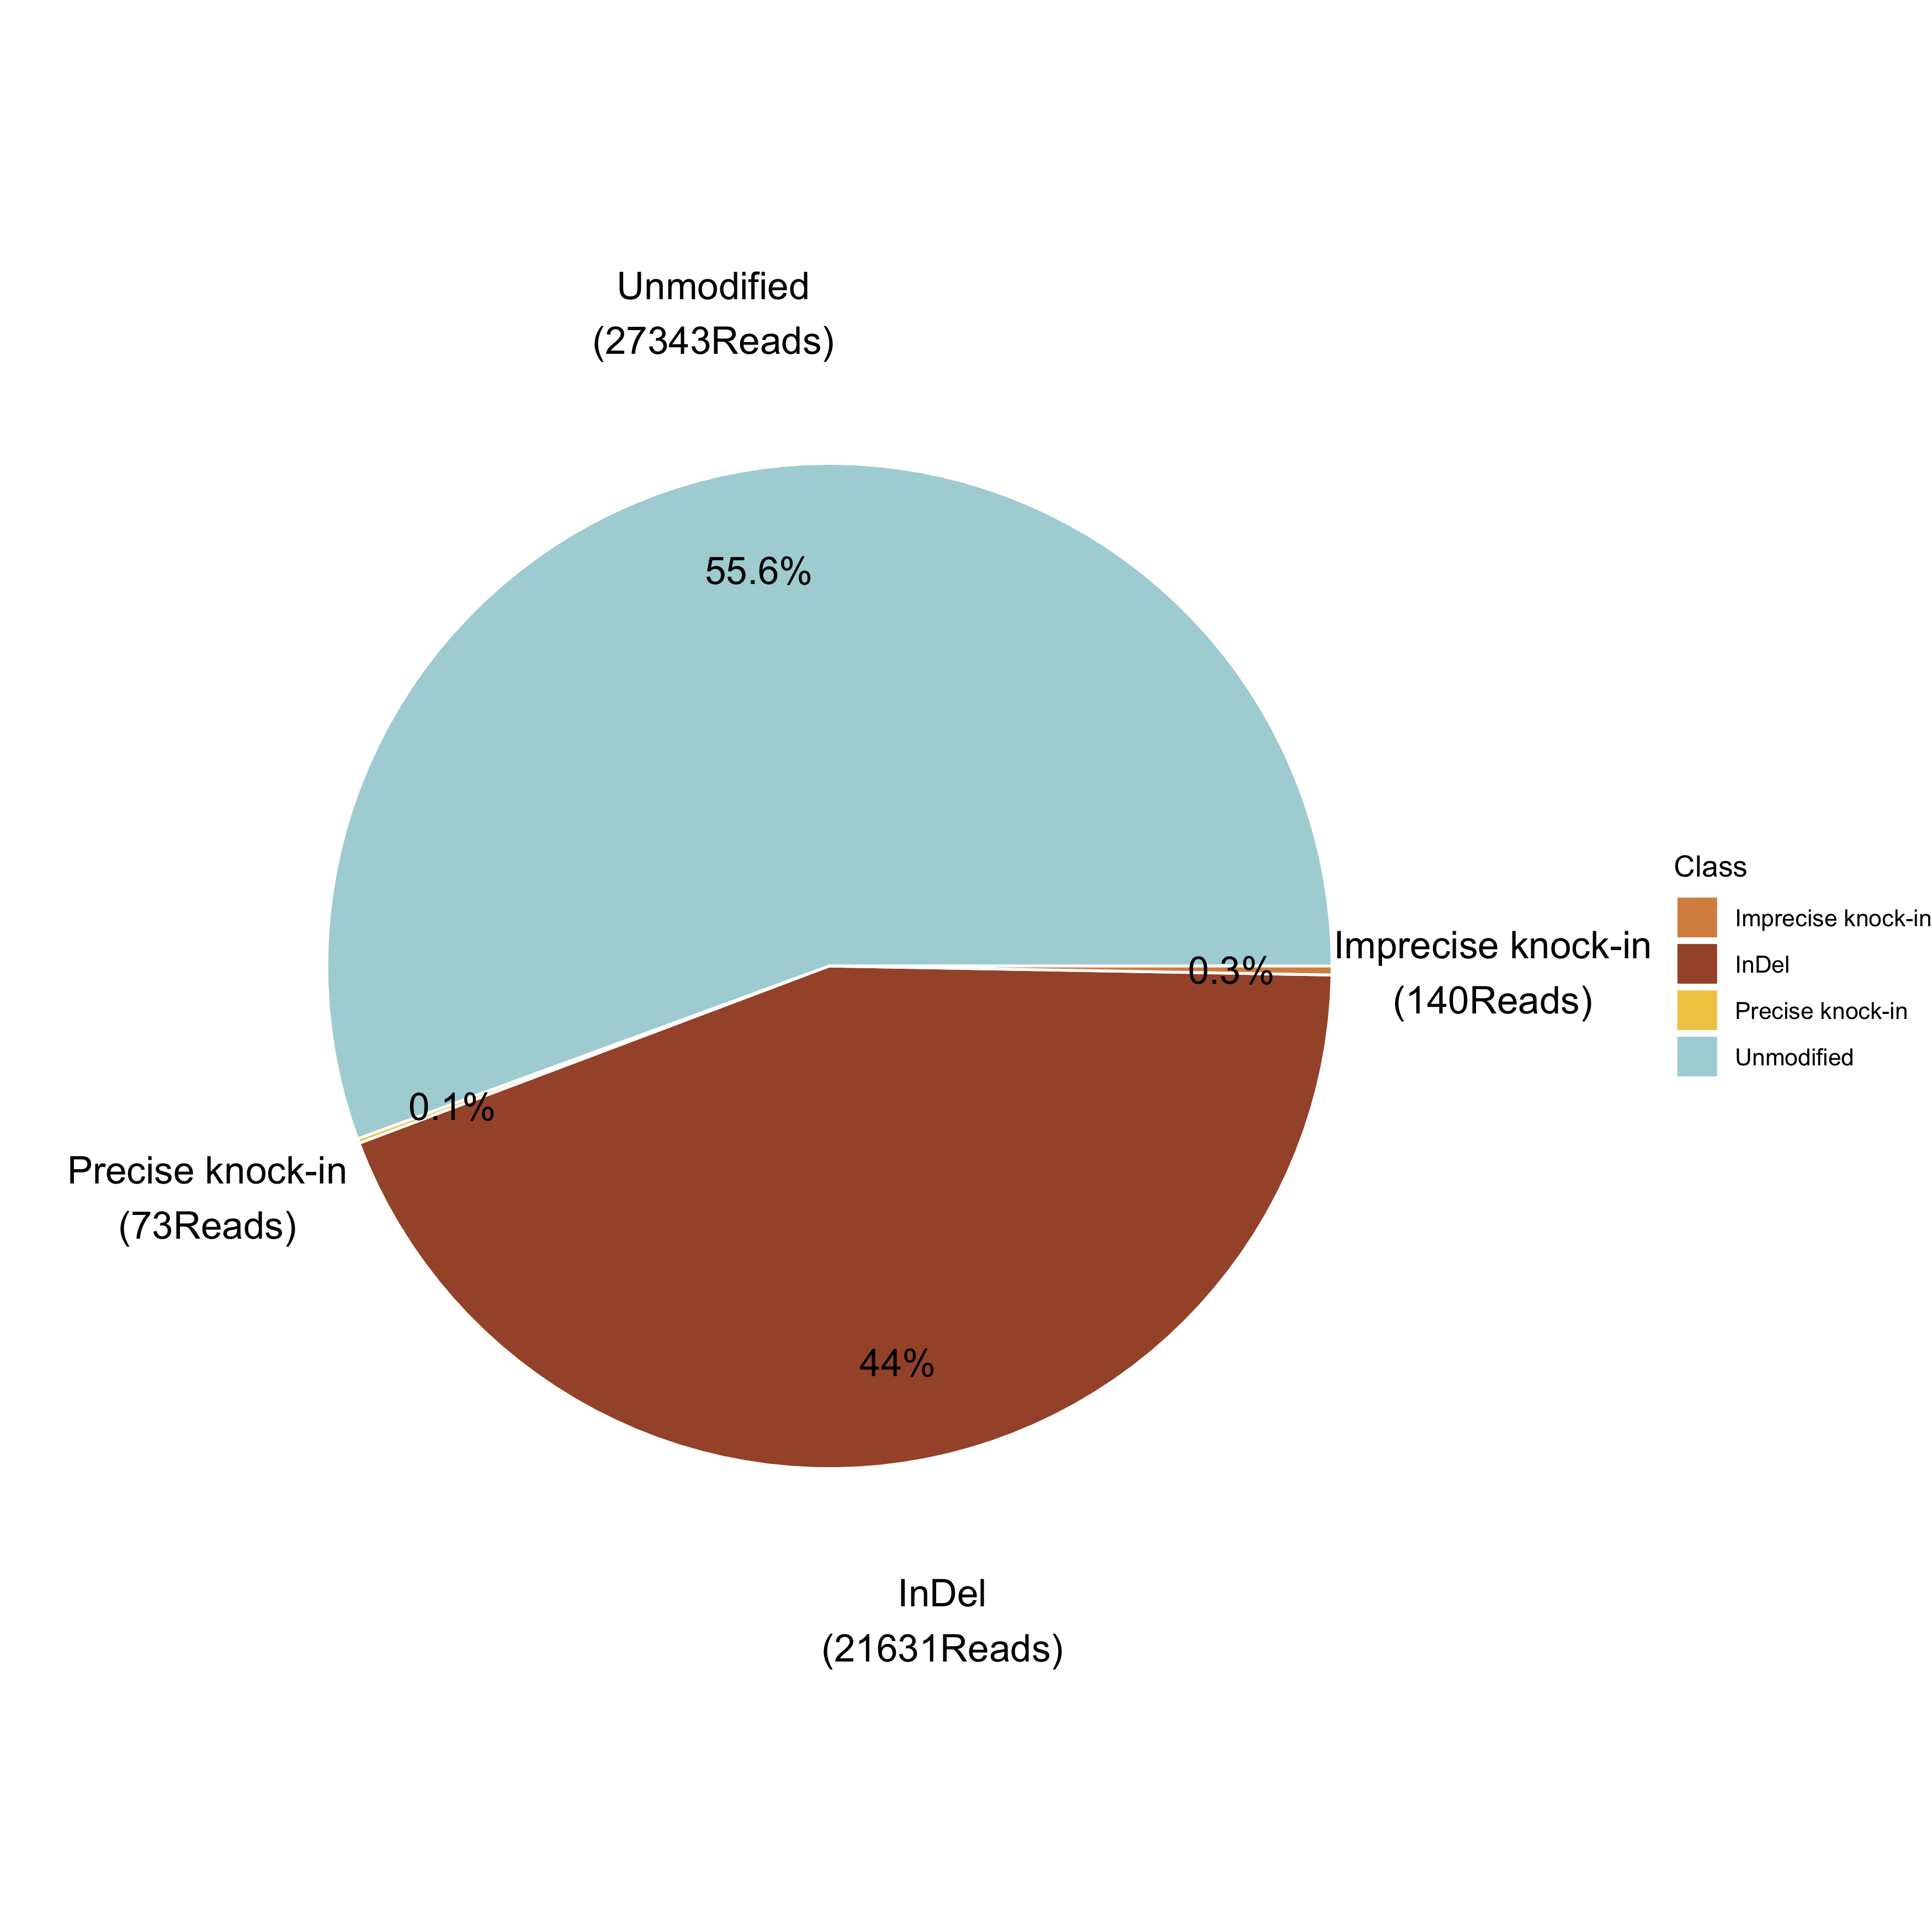 Unmodified
(27343Reads)
55.6%
Imprecise knock-in
(140Reads)
0.3%
0.1%
Precise knock-in
(73Reads)
44%
InDel
(21631Reads)
Class
Imprecise knock-in
InDel
Precise knock-in
Unmodified